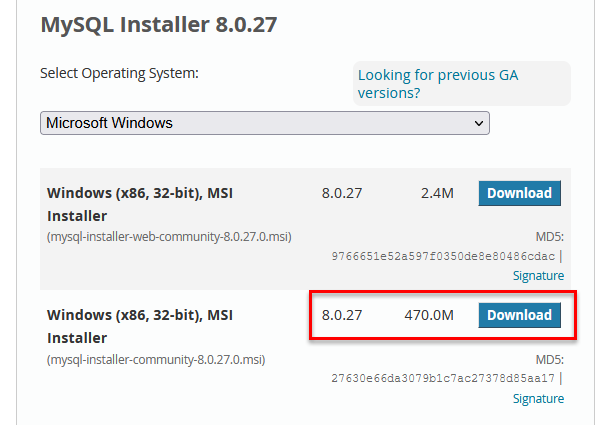 MySQL Installer 8.0.27
Select Operating System:
Looking for previous GA
versions?
Microsoft Windows
Windows (x86, 32-bit), MSI
Installer
8.0.27
2.4M
Download
(mysql-installer-web-community-8.0.27.0.msi)
MD5:
9766651e52a597f0350de8e80486cdac |
Signature
Windows (x86, 32-bit), MSI
Installer
8.0.27
470.0M
Download
(mysql-installer-community-8.0.27.0.msi)
MD5:
27630e66da3079b1c7ac27378d85aa17 |
Signature